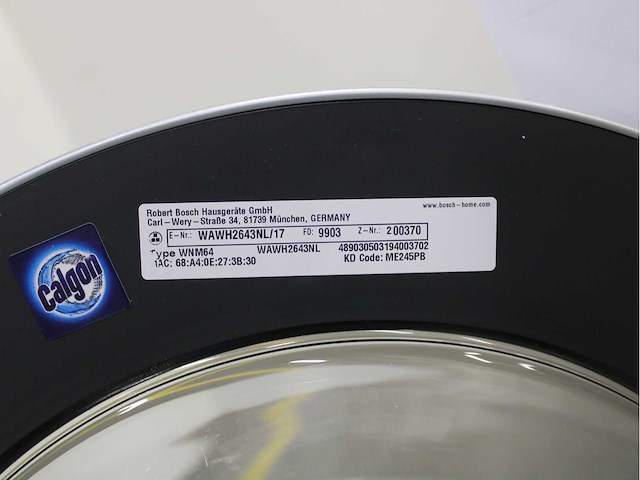 Robert Bosch Hausgeräte GmbH
www.bosch-home.com
Carl-Wery-Straße 34, 81739 München, GERMANY
E-Nr.: WAWH2643NL/17 FD: 9903 Z-Nr.: 200370
Type WNM64 WAWH2643NL 489030503194003702
MAC: 68:A4:0E:27:3B:30 KD Code: ME245PB
Calgon